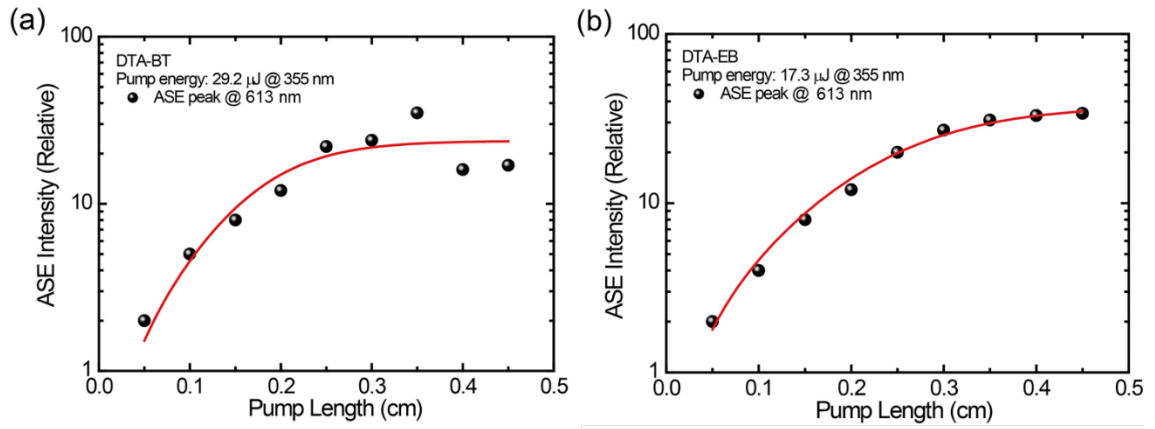 (a)
100
10
1
ASE Intensity (Relative)
DTA-BT
Pump energy: 29.2 μJ @ 355 nm
ASE peak @ 613 nm
0.0 0.1 0.2 0.3 0.4 0.5
Pump Length (cm)
(b)
100
10
1
ASE Intensity (Relative)
DTA-EB
Pump energy: 17.3 μJ @ 355 nm
ASE peak @ 613 nm
0.0 0.1 0.2 0.3 0.4 0.5
Pump Length (cm)